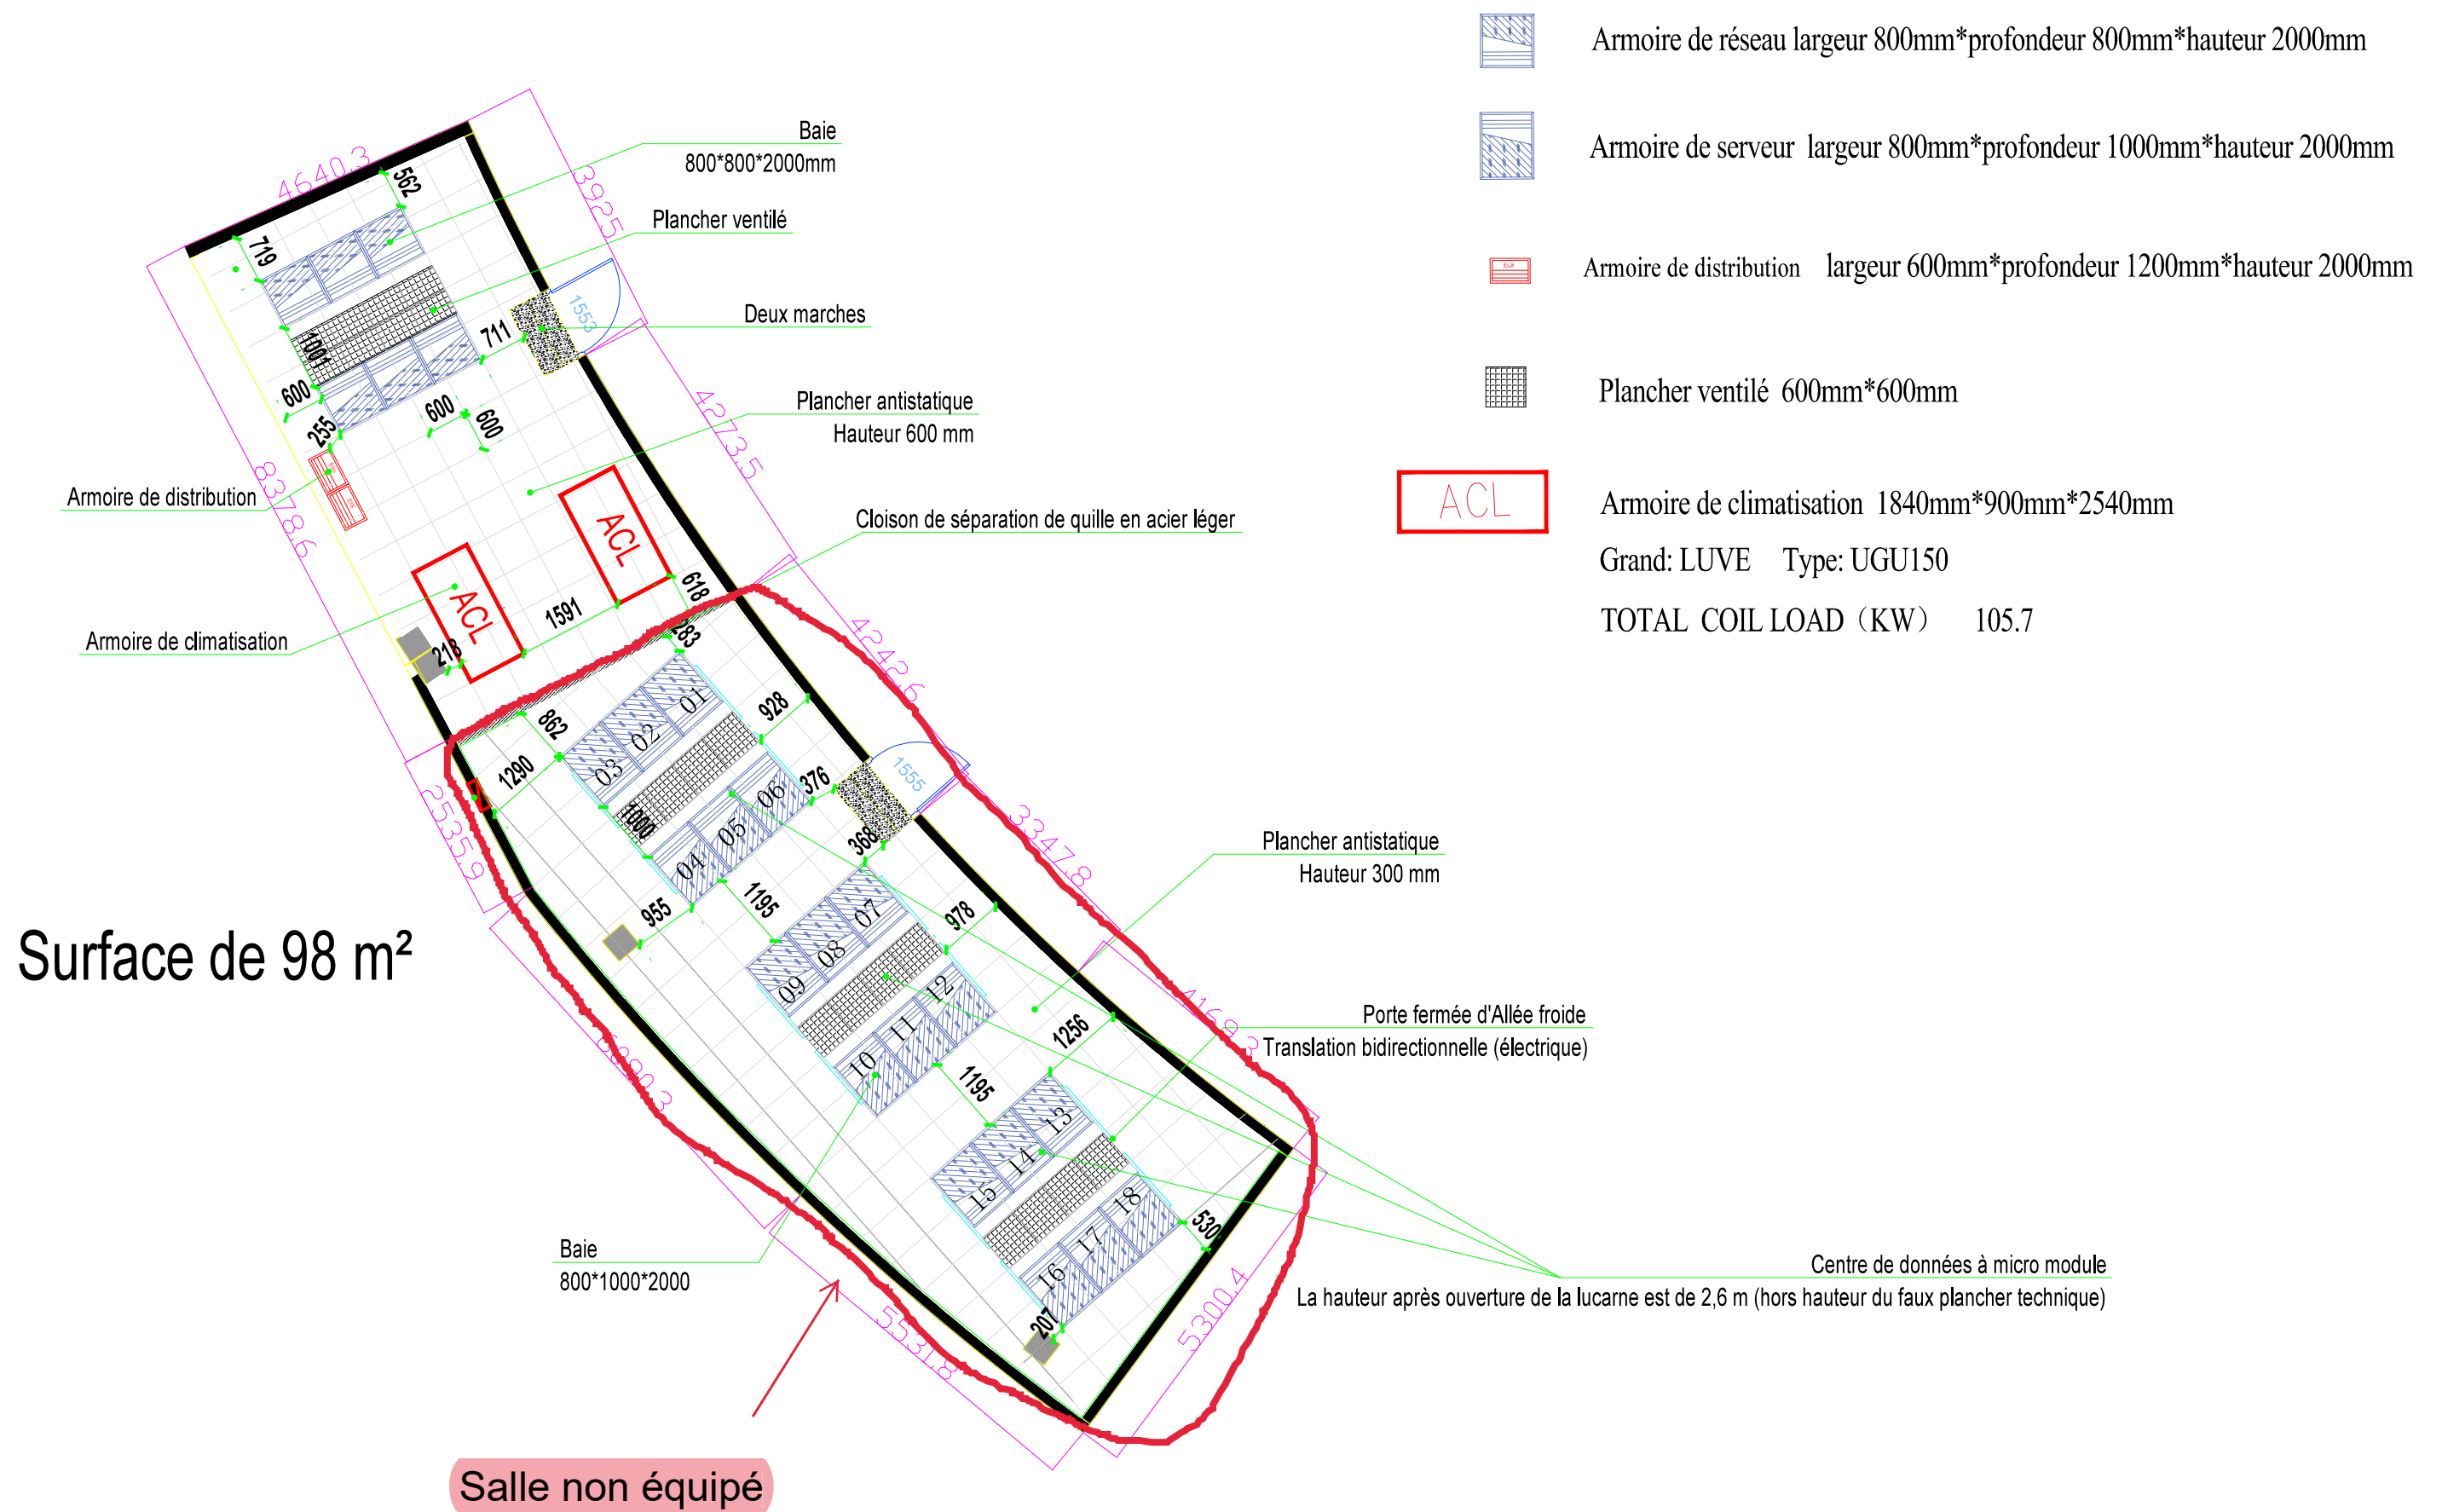 Armoire de réseau largeur 800mm*profondeur 800mm*hauteur 2000mm
Armoire de serveur largeur 800mm*profondeur 1000mm*hauteur 2000mm
Armoire de distribution largeur 600mm*profondeur 1200mm*hauteur 2000mm
Plancher ventilé 600mm*600mm
ACL
Armoire de climatisation 1840mm*900mm*2540mm
Grand: LUVE Type: UGU150
TOTAL COIL LOAD（KW） 105.7
Baie
800*800*2000mm
Plancher ventilé
Deux marches
Plancher antistatique
Hauteur 600 mm
Cloison de séparation de quille en acier léger
Armoire de distribution
Armoire de climatisation
4640.3
562
3925
719
1553
711
1001
600
600
600
255
4273.5
8378.6
ACL
ACL
618
1591
218
283
4242.6
862
928
1290
01
02
03
1000
376
1555
06
05
04
2535.9
368
3347.8
955
1195
978
07
08
09
12
11
10
4169.3
1256
1195
13
14
15
18
17
16
530
207
5531.8
5300.4
Surface de 98 m²
Plancher antistatique
Hauteur 300 mm
Porte fermée d'Allée froide
Translation bidirectionnelle (électrique)
Baie
800*1000*2000
Centre de données à micro module
La hauteur après ouverture de la lucarne est de 2,6 m (hors hauteur du faux plancher technique)
Salle non équipé